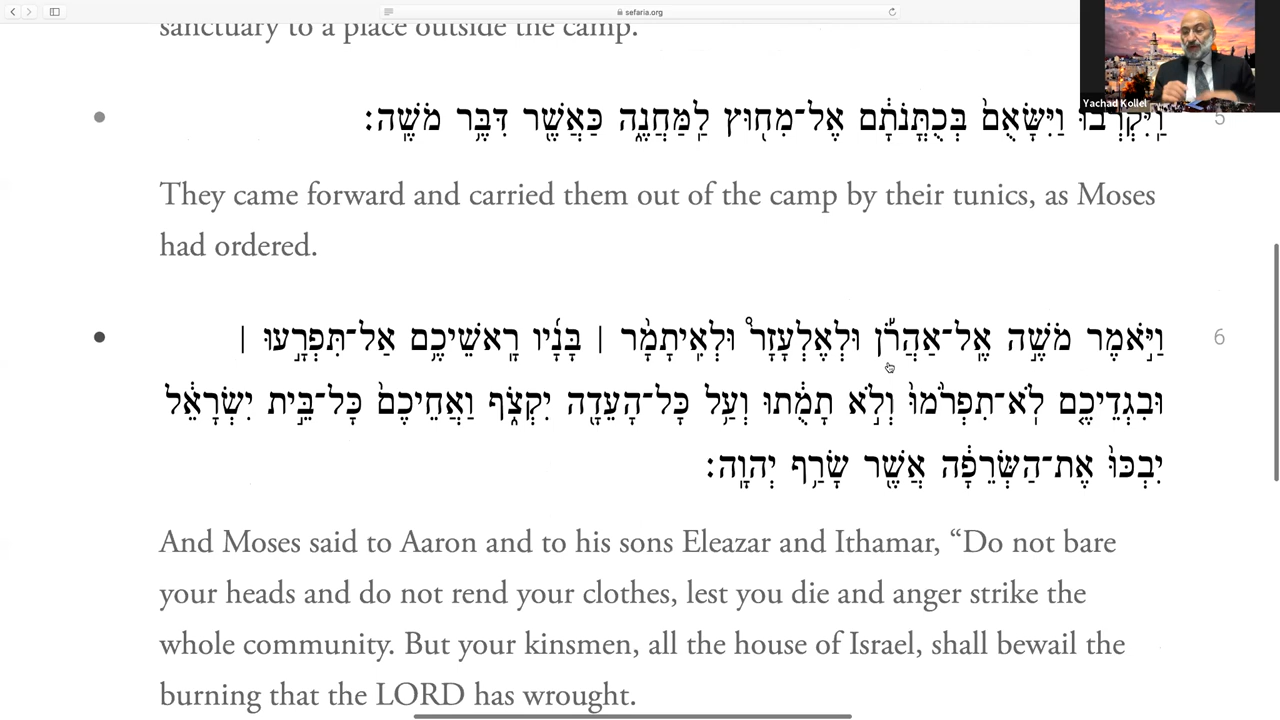 sefaria.org
sanctuary to a place outside the camp.
Yachad Kollel
וַֽיִּקְרְב֗וּ וַיִּשָּׂאֻם֙ בְּכֻתֳּנֹתָ֔ם אֶל־מִח֖וּץ לַֽמַּחֲנֶ֑ה כַּאֲשֶׁ֖ר דִּבֶּ֥ר מֹשֶֽׁה׃
5
They came forward and carried them out of the camp by their tunics, as Moses
had ordered.
וַיֹּ֣אמֶר מֹשֶׁ֣ה אֶֽל־אַהֲרֹ֡ן וּלְאֶלְעָזָר֩ וּלְאִֽיתָמָ֨ר ׀ בָּנָ֜יו רָֽאשֵׁיכֶ֥ם אַל־תִּפְרָ֣עוּ ׀
6
וּבִגְדֵיכֶ֤ם לֹֽא־תִפְרֹ֙מוּ֙ וְלֹ֣א תָמֻ֔תוּ וְעַ֥ל כָּל־הָעֵדָ֖ה יִקְצֹ֑ף וַאֲחֵיכֶם֙ כָּל־בֵּ֣ית יִשְׂרָאֵ֔ל
יִבְכּוּ֙ אֶת־הַשְּׂרֵפָ֔ה אֲשֶׁ֖ר שָׂרַ֥ף יְהוָֽה׃
And Moses said to Aaron and to his sons Eleazar and Ithamar, “Do not bare
your heads and do not rend your clothes, lest you die and anger strike the
whole community. But your kinsmen, all the house of Israel, shall bewail the
burning that the LORD has wrought.